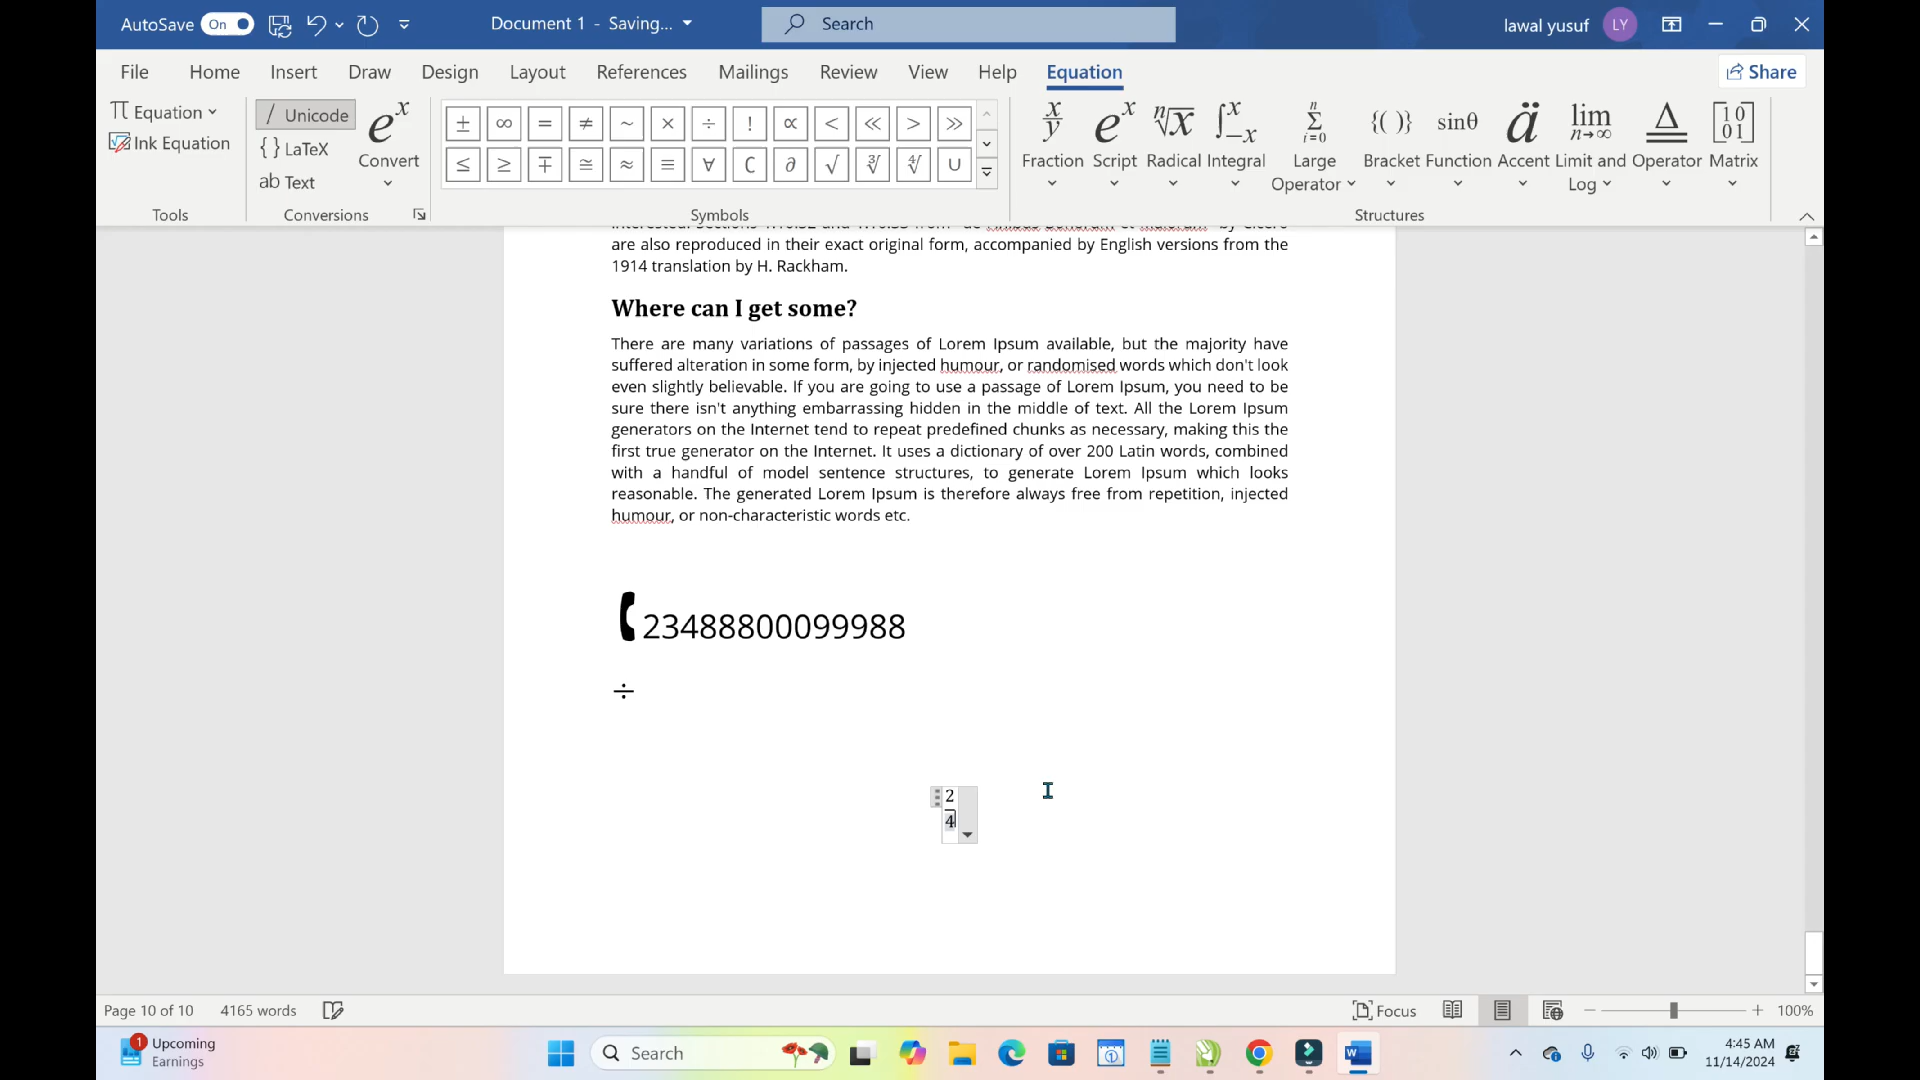 AutoSave On Document 1 - Saving... Search lawal yusuf LY
File Home Insert Draw Design Layout References Mailings Review View Help Equation Share
π Equation / Unicode e^x ± ∞ = ≠ ~ × ÷ ! ∝ < ≪ > ≫ x/y e^x ⁿ√x ∫ₓ⁻ˣ Σ {()} sinθ ä lim n→∞ Δ [1 0 0 1]
Ink Equation { } LaTeX Convert ≤ ≥ ∓ ≅ ≈ ≡ ∀ ∁ ∂ √ ∛ ∜ ∪ Fraction Script Radical Integral Large Operator Bracket Function Accent Limit and Log Operator Matrix
ab Text
Tools Conversions Symbols Structures
are also reproduced in their exact original form, accompanied by English versions from the
1914 translation by H. Rackham.
Where can I get some?
There are many variations of passages of Lorem Ipsum available, but the majority have
suffered alteration in some form, by injected humour, or randomised words which don't look
even slightly believable. If you are going to use a passage of Lorem Ipsum, you need to be
sure there isn't anything embarrassing hidden in the middle of text. All the Lorem Ipsum
generators on the Internet tend to repeat predefined chunks as necessary, making this the
first true generator on the Internet. It uses a dictionary of over 200 Latin words, combined
with a handful of model sentence structures, to generate Lorem Ipsum which looks
reasonable. The generated Lorem Ipsum is therefore always free from repetition, injected
humour, or non-characteristic words etc.
23488800099988
÷
2
4
Page 10 of 10 4165 words Focus 100%
1 Upcoming Earnings Search 4:45 AM
11/14/2024